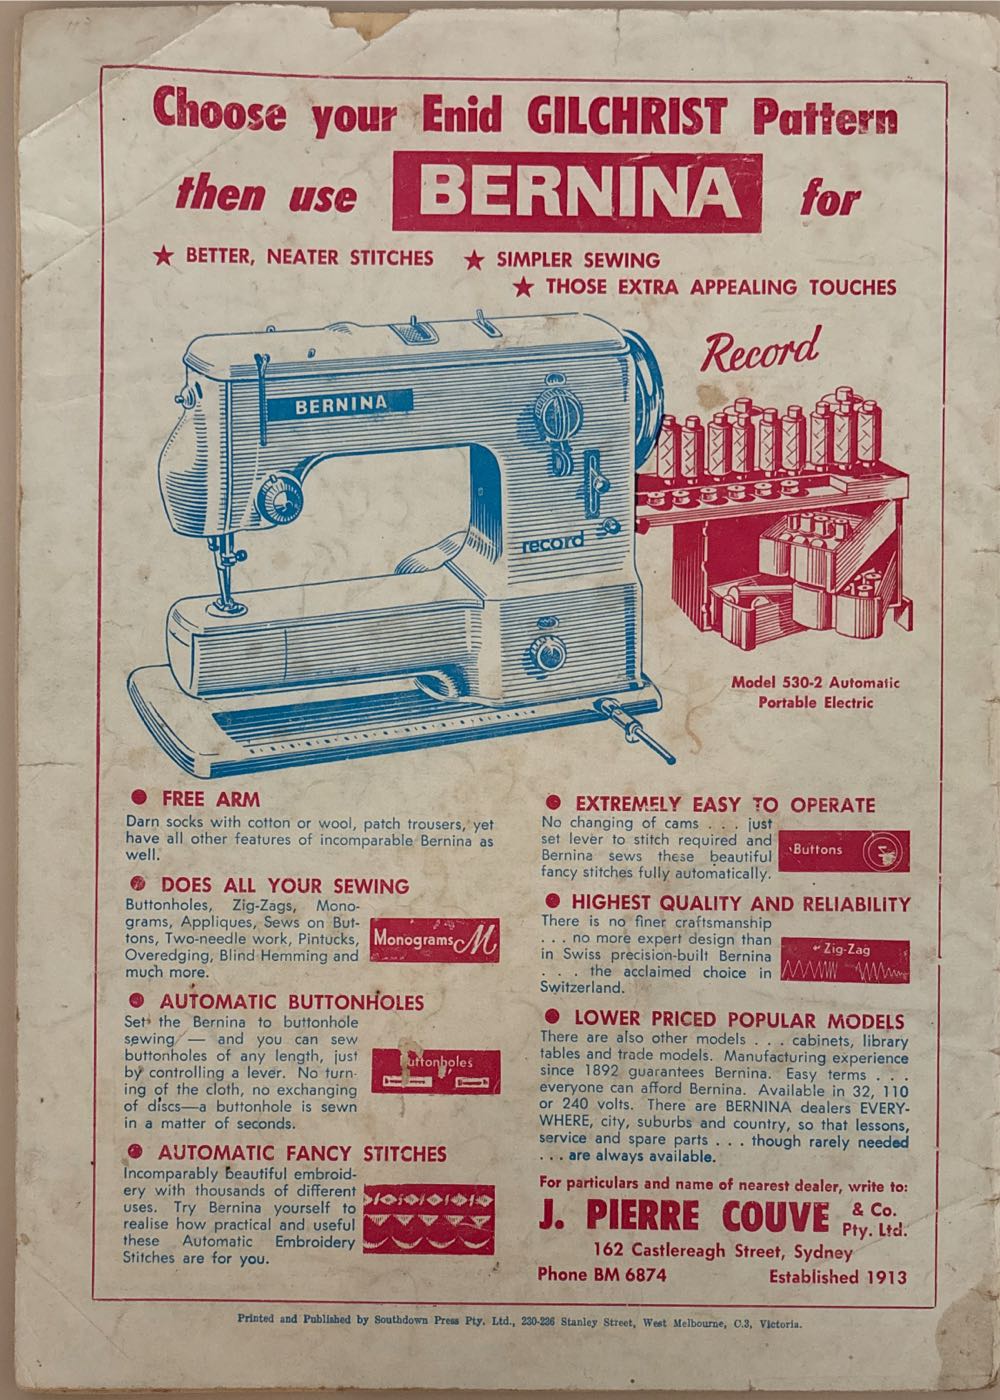 Choose your Enid GILCHRIST Pattern
then use BERNINA for
★ BETTER, NEATER STITCHES ★ SIMPLER SEWING
★ THOSE EXTRA APPEALING TOUCHES
Record
BERNINA
record
Model 530-2 Automatic
Portable Electric
● FREE ARM
Darn socks with cotton or wool, patch trousers, yet
have all other features of incomparable Bernina as
well.
● DOES ALL YOUR SEWING
Buttonholes, Zig-Zags, Mono-
grams, Appliques, Sews on But-
tons, Two-needle work, Pintucks,
Overedging, Blind Hemming and
much more.
Monograms M
● AUTOMATIC BUTTONHOLES
Set the Bernina to buttonhole
sewing — and you can sew
buttonholes of any length, just
by controlling a lever. No turn-
ing of the cloth, no exchanging
of discs—a buttonhole is sewn
in a matter of seconds.
Buttonholes
● AUTOMATIC FANCY STITCHES
Incomparably beautiful embroid-
ery with thousands of different
uses. Try Bernina yourself to
realise how practical and useful
these Automatic Embroidery
Stitches are for you.
● EXTREMELY EASY TO OPERATE
No changing of cams . . . just
set lever to stitch required and
Bernina sews these beautiful
fancy stitches fully automatically.
Buttons
● HIGHEST QUALITY AND RELIABILITY
There is no finer craftsmanship
. . . no more expert design than
in Swiss precision-built Bernina
. . . the acclaimed choice in
Switzerland.
Zig-Zag
● LOWER PRICED POPULAR MODELS
There are also other models . . . cabinets, library
tables and trade models. Manufacturing experience
since 1892 guarantees Bernina. Easy terms . . .
everyone can afford Bernina. Available in 32, 110
or 240 volts. There are BERNINA dealers EVERY-
WHERE, city, suburbs and country, so that lessons,
service and spare parts . . . though rarely needed
. . . are always available.
For particulars and name of nearest dealer, write to:
J. PIERRE COUVE & Co. Pty. Ltd.
162 Castlereagh Street, Sydney
Phone BM 6874 Established 1913
Printed and Published by Southdown Press Pty. Ltd., 230-236 Stanley Street, West Melbourne, C.3, Victoria.